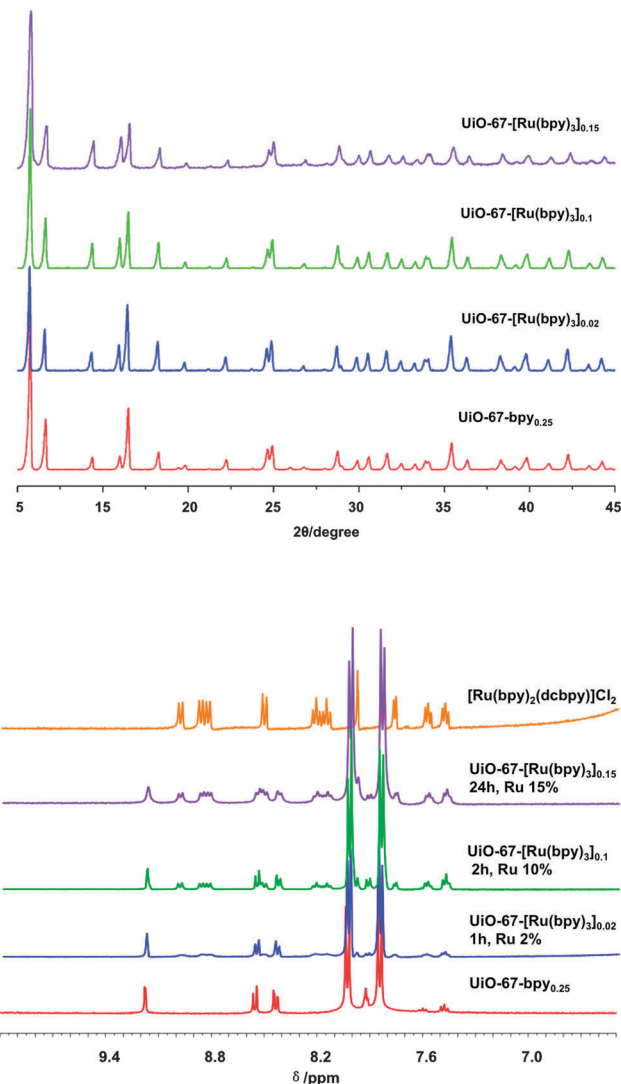 UiO-67-[Ru(bpy)₃]₀.₁₅
UiO-67-[Ru(bpy)₃]₀.₁
UiO-67-[Ru(bpy)₃]₀.₀₂
UiO-67-bpy₀.₂₅
5 10 15 20 25 30 35 40 45
2θ/degree
[Ru(bpy)₂(dcbpy)]Cl₂
UiO-67-[Ru(bpy)₃]₀.₁₅
24h, Ru 15%
UiO-67-[Ru(bpy)₃]₀.₁
2h, Ru 10%
UiO-67-[Ru(bpy)₃]₀.₀₂
1h, Ru 2%
UiO-67-bpy₀.₂₅
9.4 8.8 8.2 7.6 7.0
δ /ppm